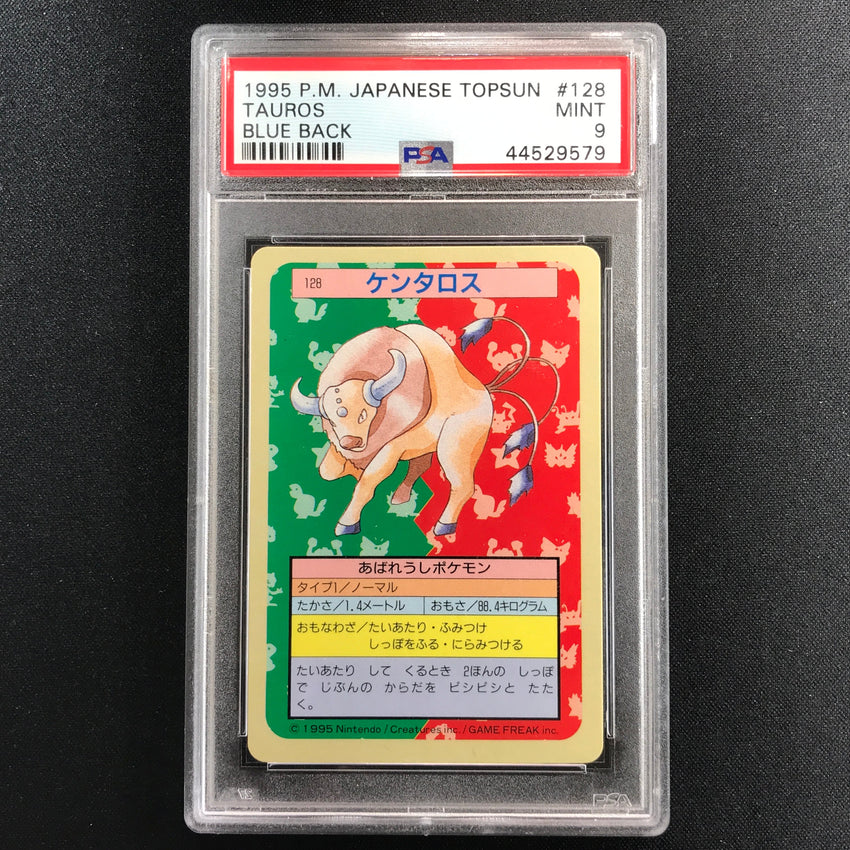 1995 P.M. JAPANESE TOPSUN #128
TAUROS MINT
BLUE BACK 9
PSA 44529579
128 ケンタロス
あばれうしポケモン
タイプ1/ノーマル
たかさ/1.4メートル おもさ/88.4キログラム
おもなわざ/たいあたり・ふみつけ
しっぽをふる・にらみつける
たいあたり して くるとき 2ほんの しっぽ
で じぶんの からだを ピシピシと たた
く。
© 1995 Nintendo/Creatures inc./GAME FREAK inc.
PSA